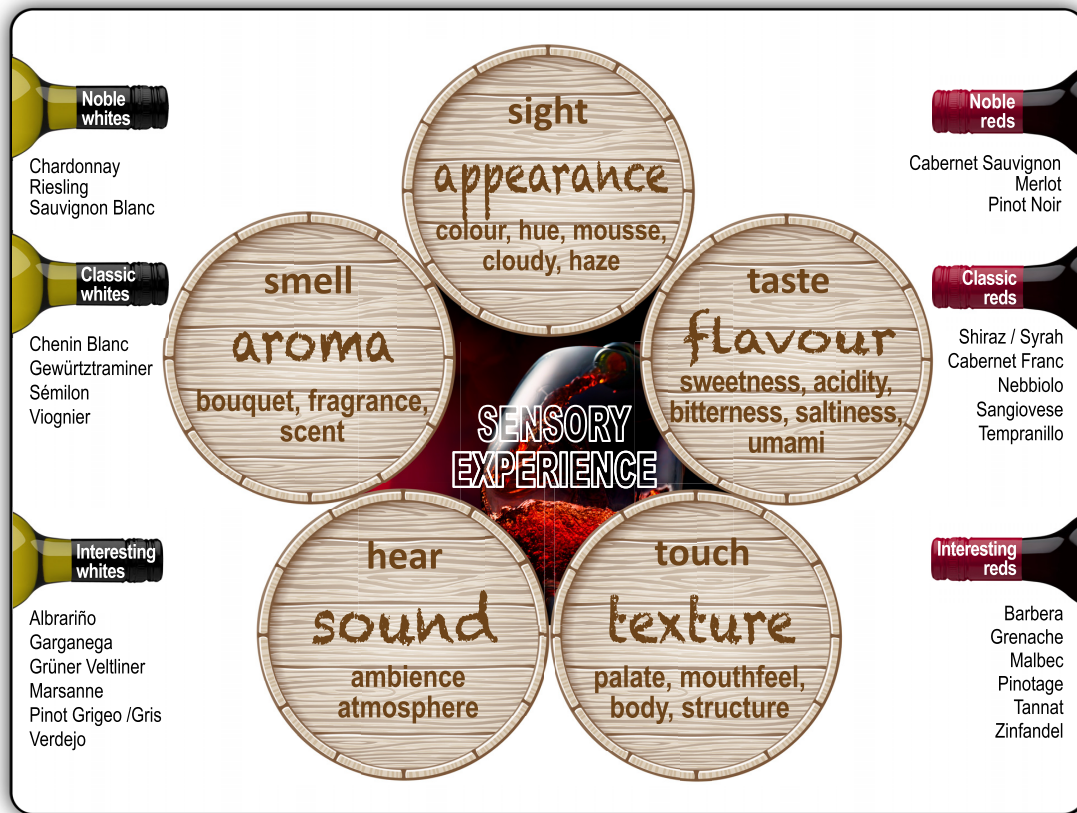 Noble
whites
Chardonnay
Riesling
Sauvignon Blanc
Classic
whites
Chenin Blanc
Gewürtztraminer
Sémilon
Viognier
Interesting
whites
Albrariño
Garganega
Grüner Veltliner
Marsanne
Pinot Grigeo /Gris
Verdejo
sight
appearance
colour, hue, mousse,
cloudy, haze
smell
aroma
bouquet, fragrance,
scent
taste
flavour
sweetness, acidity,
bitterness, saltiness,
umami
SENSORY
EXPERIENCE
hear
sound
ambience
atmosphere
touch
texture
palate, mouthfeel,
body, structure
Noble
reds
Cabernet Sauvignon
Merlot
Pinot Noir
Classic
reds
Shiraz / Syrah
Cabernet Franc
Nebbiolo
Sangiovese
Tempranillo
Interesting
reds
Barbera
Grenache
Malbec
Pinotage
Tannat
Zinfandel